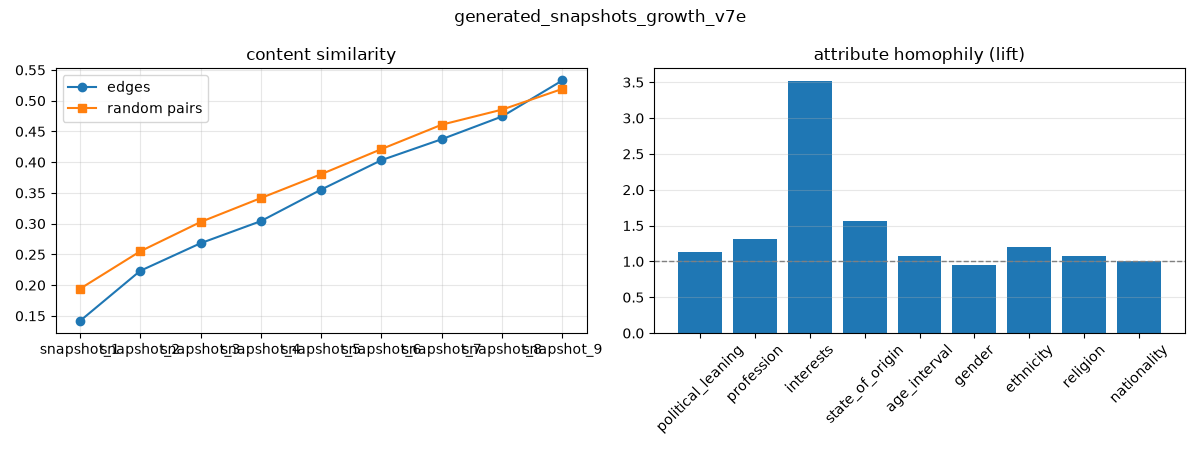 generated_snapshots_growth_v7e
content similarity
edges
random pairs
0.55
0.50
0.45
0.40
0.35
0.30
0.25
0.20
0.15
snapshot_1 snapshot_2 snapshot_3 snapshot_4 snapshot_5 snapshot_6 snapshot_7 snapshot_8 snapshot_9
attribute homophily (lift)
3.5
3.0
2.5
2.0
1.5
1.0
0.5
0.0
political_leaning
profession
interests
state_of_origin
age_interval
gender
ethnicity
religion
nationality